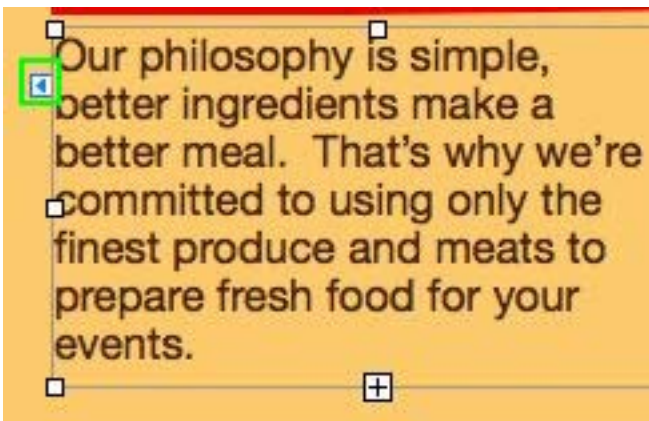 Our philosophy is simple,
better ingredients make a
better meal.  That's why we're
committed to using only the
finest produce and meats to
prepare fresh food for your
events.